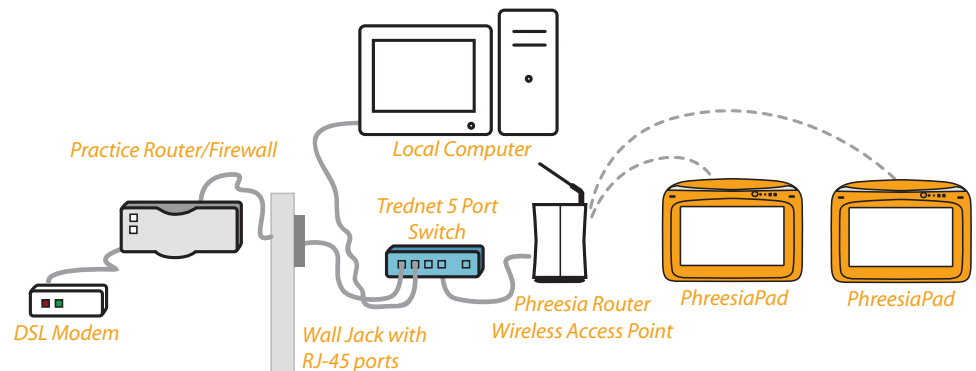 Practice Router/Firewall
Local Computer
Trednet 5 Port
Switch
DSL Modem
Wall Jack with
RJ-45 ports
Phreesia Router
Wireless Access Point
PhreesiaPad
PhreesiaPad